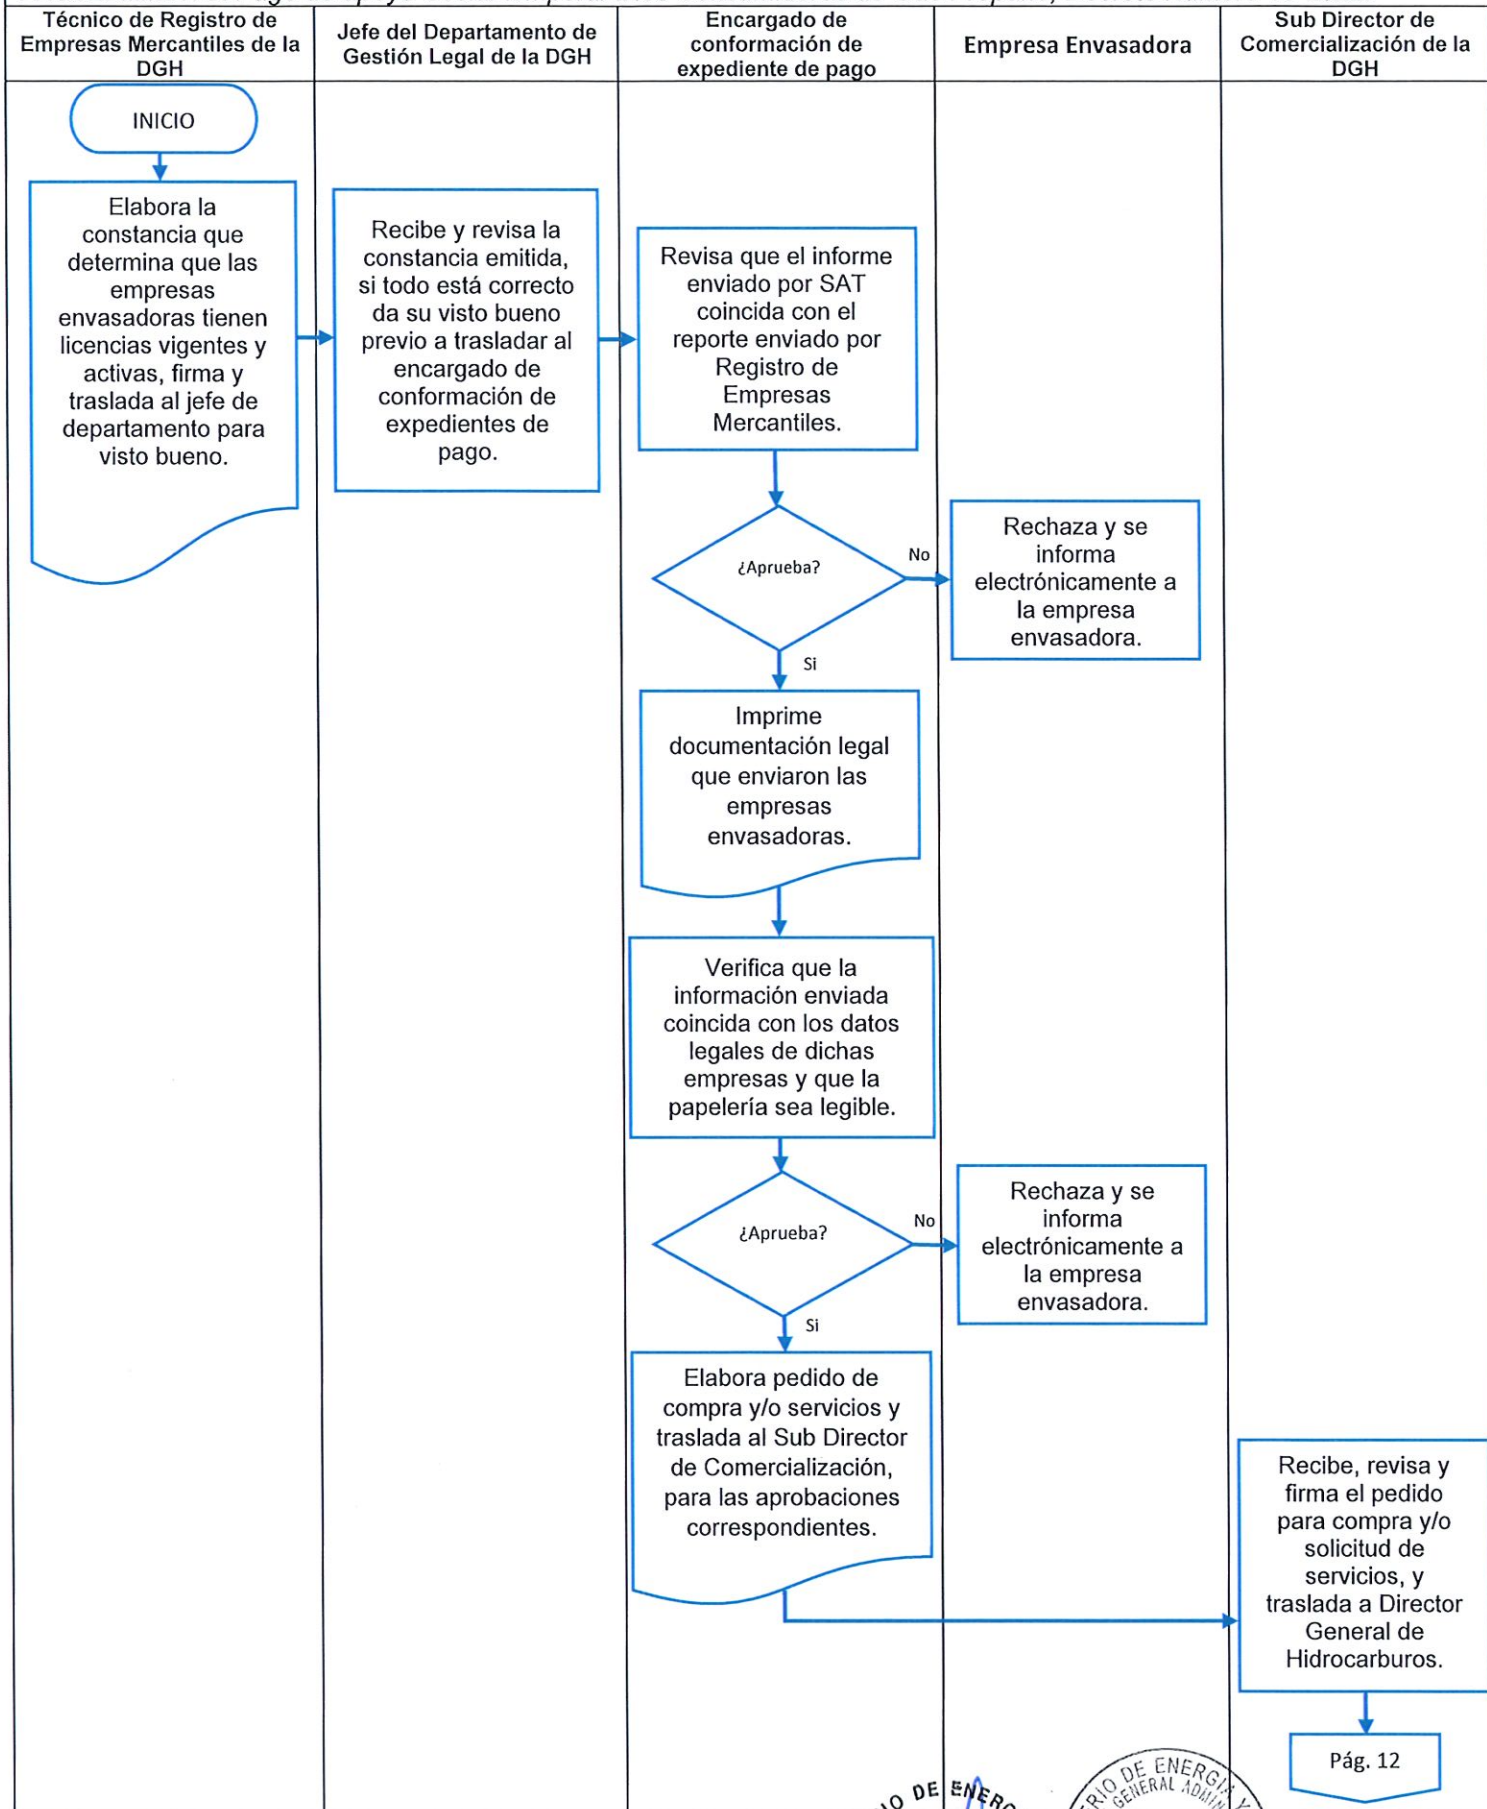 Técnico de Registro de
Empresas Mercantiles de la
DGH
Jefe del Departamento de
Gestión Legal de la DGH
Encargado de
conformación de
expediente de pago
Empresa Envasadora
Sub Director de
Comercialización de la
DGH
INICIO
Elabora la
constancia que
determina que las
empresas
envasadoras tienen
licencias vigentes y
activas, firma y
traslada al jefe de
departamento para
visto bueno.
Recibe y revisa la
constancia emitida,
si todo está correcto
da su visto bueno
previo a trasladar al
encargado de
conformación de
expedientes de
pago.
Revisa que el informe
enviado por SAT
coincida con el
reporte enviado por
Registro de
Empresas
Mercantiles.
¿Aprueba?
No
Rechaza y se
informa
electrónicamente a
la empresa
envasadora.
Si
Imprime
documentación legal
que enviaron las
empresas
envasadoras.
Verifica que la
información enviada
coincida con los datos
legales de dichas
empresas y que la
papelería sea legible.
¿Aprueba?
No
Rechaza y se
informa
electrónicamente a
la empresa
envasadora.
Si
Elabora pedido de
compra y/o servicios y
traslada al Sub Director
de Comercialización,
para las aprobaciones
correspondientes.
Recibe, revisa y
firma el pedido
para compra y/o
solicitud de
servicios, y
traslada a Director
General de
Hidrocarburos.
Pág. 12
DE ENERG
DE ENERGÍA Y
GENERAL ADMIN